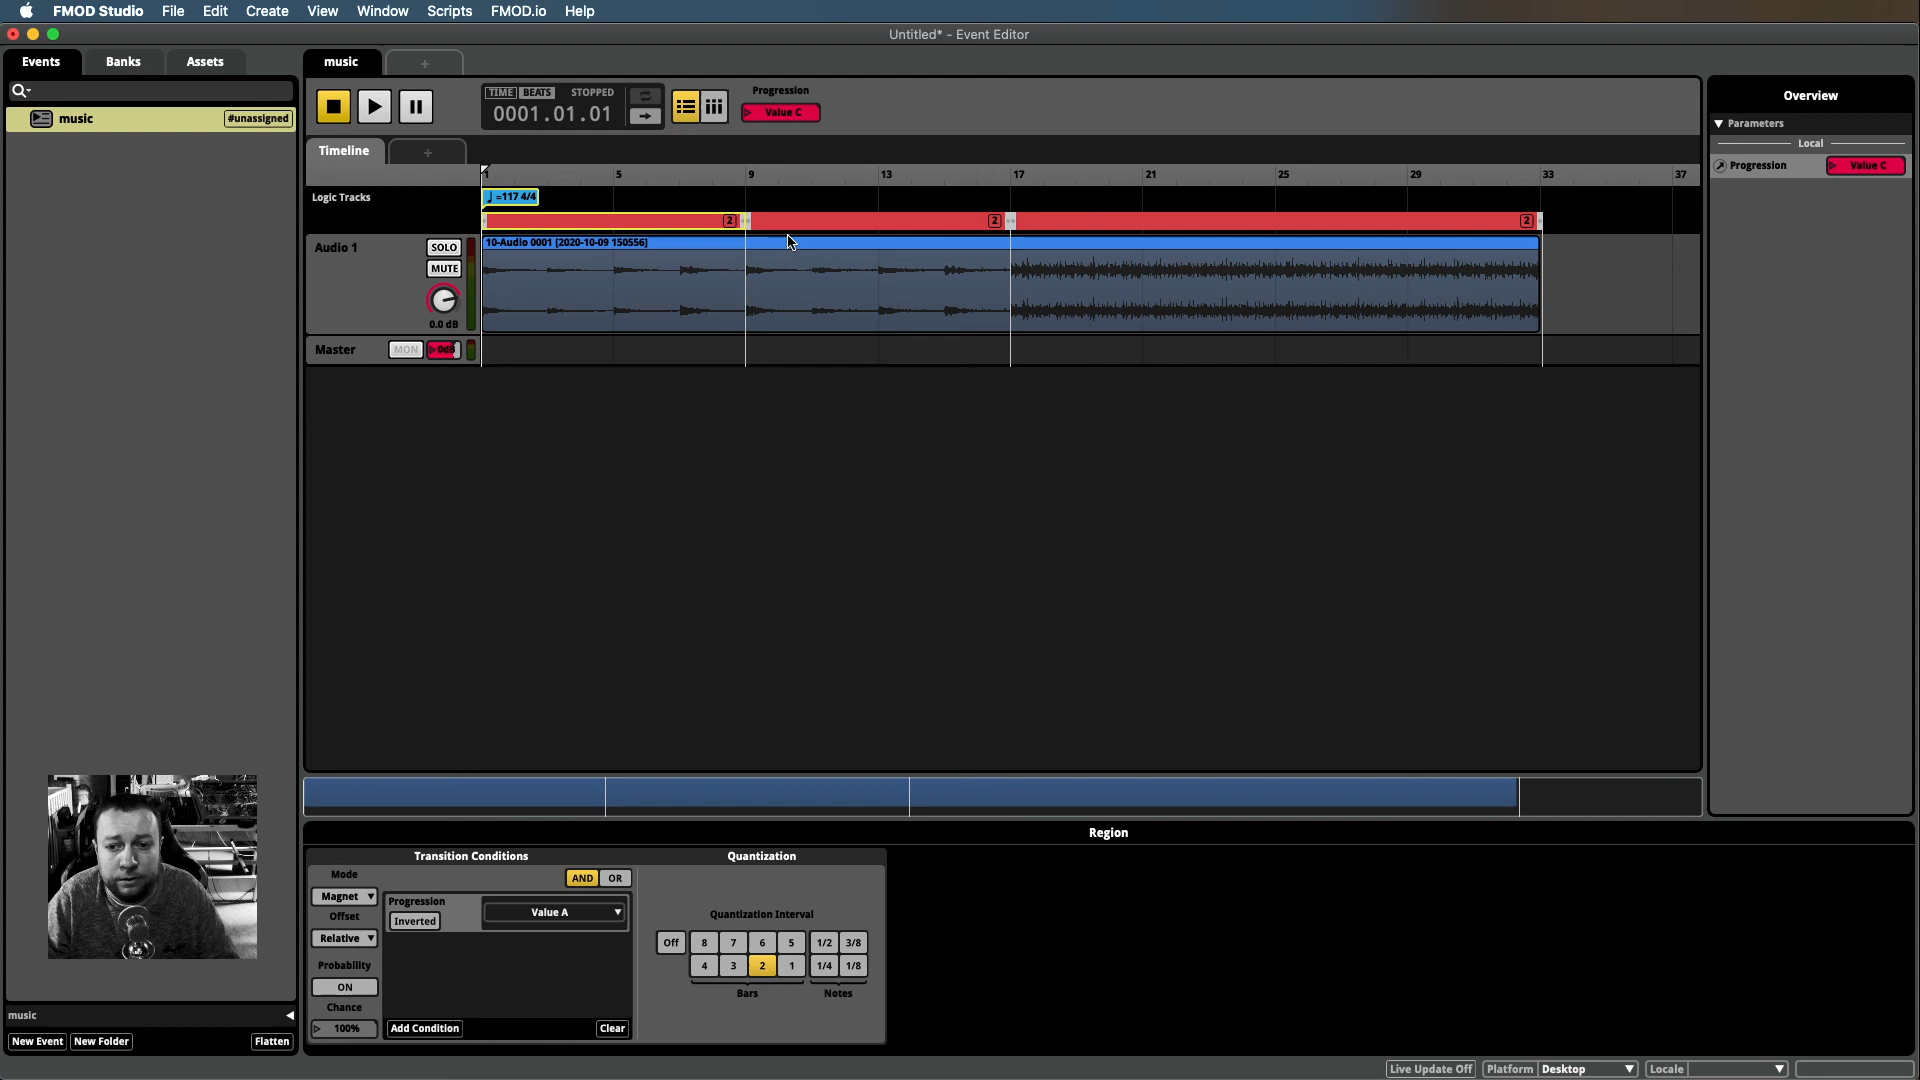 FMOD Studio File Edit Create View Window Scripts FMOD.io Help
Untitled* - Event Editor
Events Banks Assets
music +
music #unassigned
TIME BEATS STOPPED
0001.01.01
Progression
Value C
Overview
Parameters
Local
Progression Value C
Timeline +
1 5 9 13 17 21 25 29 33 37
Logic Tracks
=117 4/4
2 2 2
Audio 1 SOLO
MUTE
0.0 dB
10-Audio 0001 [2020-10-09 150556]
Master MON 0dB
Region
Transition Conditions Quantization
Mode AND OR
Magnet
Progression
Inverted
Value A
Offset
Relative
Probability
ON
Chance
100%
Add Condition Clear
Quantization Interval
Off 8 7 6 5 1/2 3/8
4 3 2 1 1/4 1/8
Bars Notes
music
New Event New Folder Flatten
Live Update Off Platform Desktop Locale